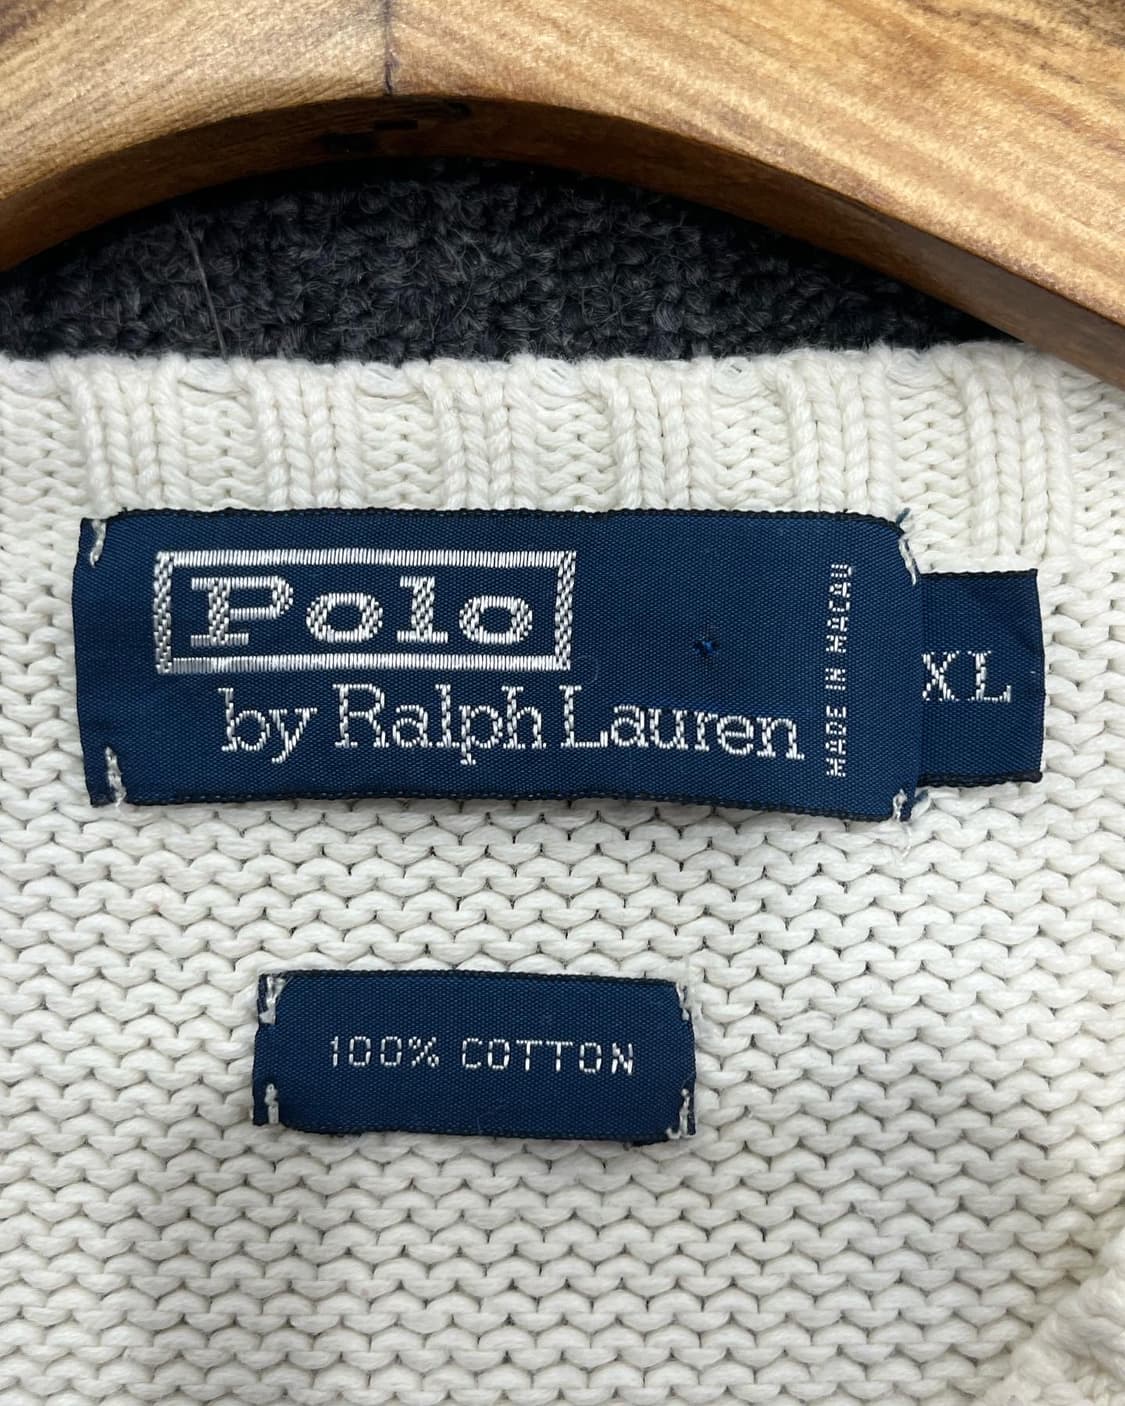 Polo
by Ralph Lauren
MADE IN MACAU
XL
100% COTTON